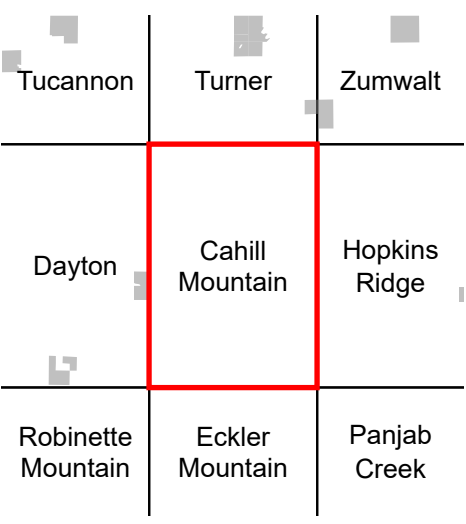 Tucannon
Turner
Zumwalt
Dayton
Cahill
Mountain
Hopkins
Ridge
Robinette
Mountain
Eckler
Mountain
Panjab
Creek